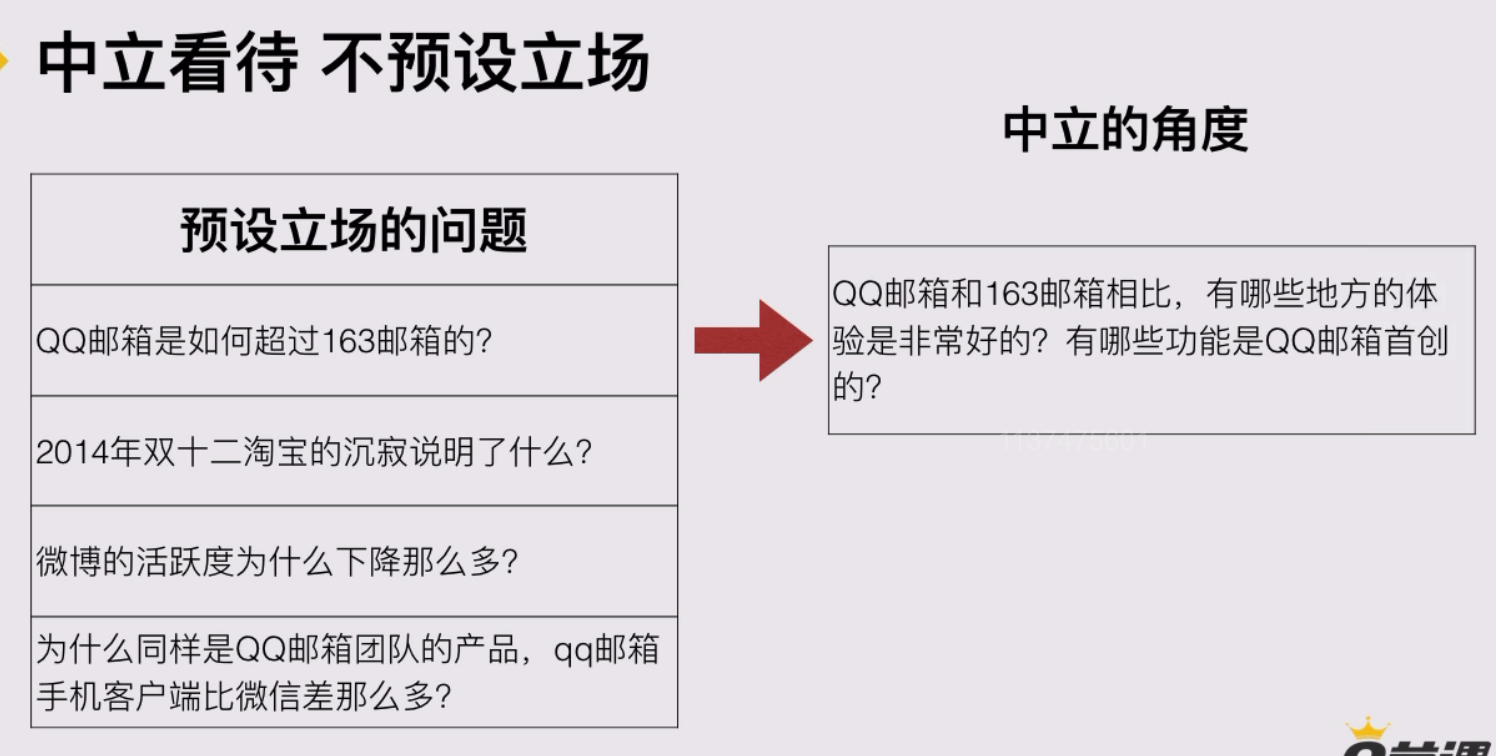 中立看待 不预设立场
中立的角度
预设立场的问题
QQ邮箱是如何超过163邮箱的?
2014年双十二淘宝的沉寂说明了什么?
微博的活跃度为什么下降那么多?
为什么同样是QQ邮箱团队的产品，qq邮箱
手机客户端比微信差那么多?
QQ邮箱和163邮箱相比，有哪些地方的体
验是非常好的？有哪些功能是QQ邮箱首创
的?